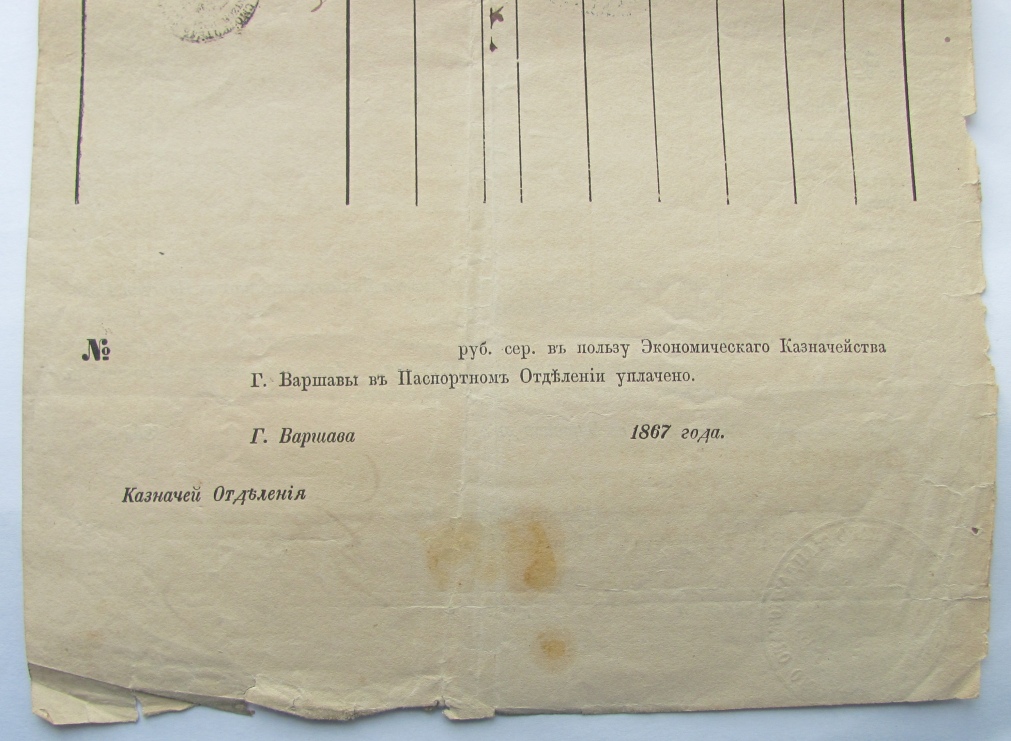 № руб. сер. въ пользу Экономическаго Казначейства
Г. Варшавы въ Паспортномъ Отдѣленіи уплачено.
Г. Варшава 1867 года.
Казначей Отдѣленія